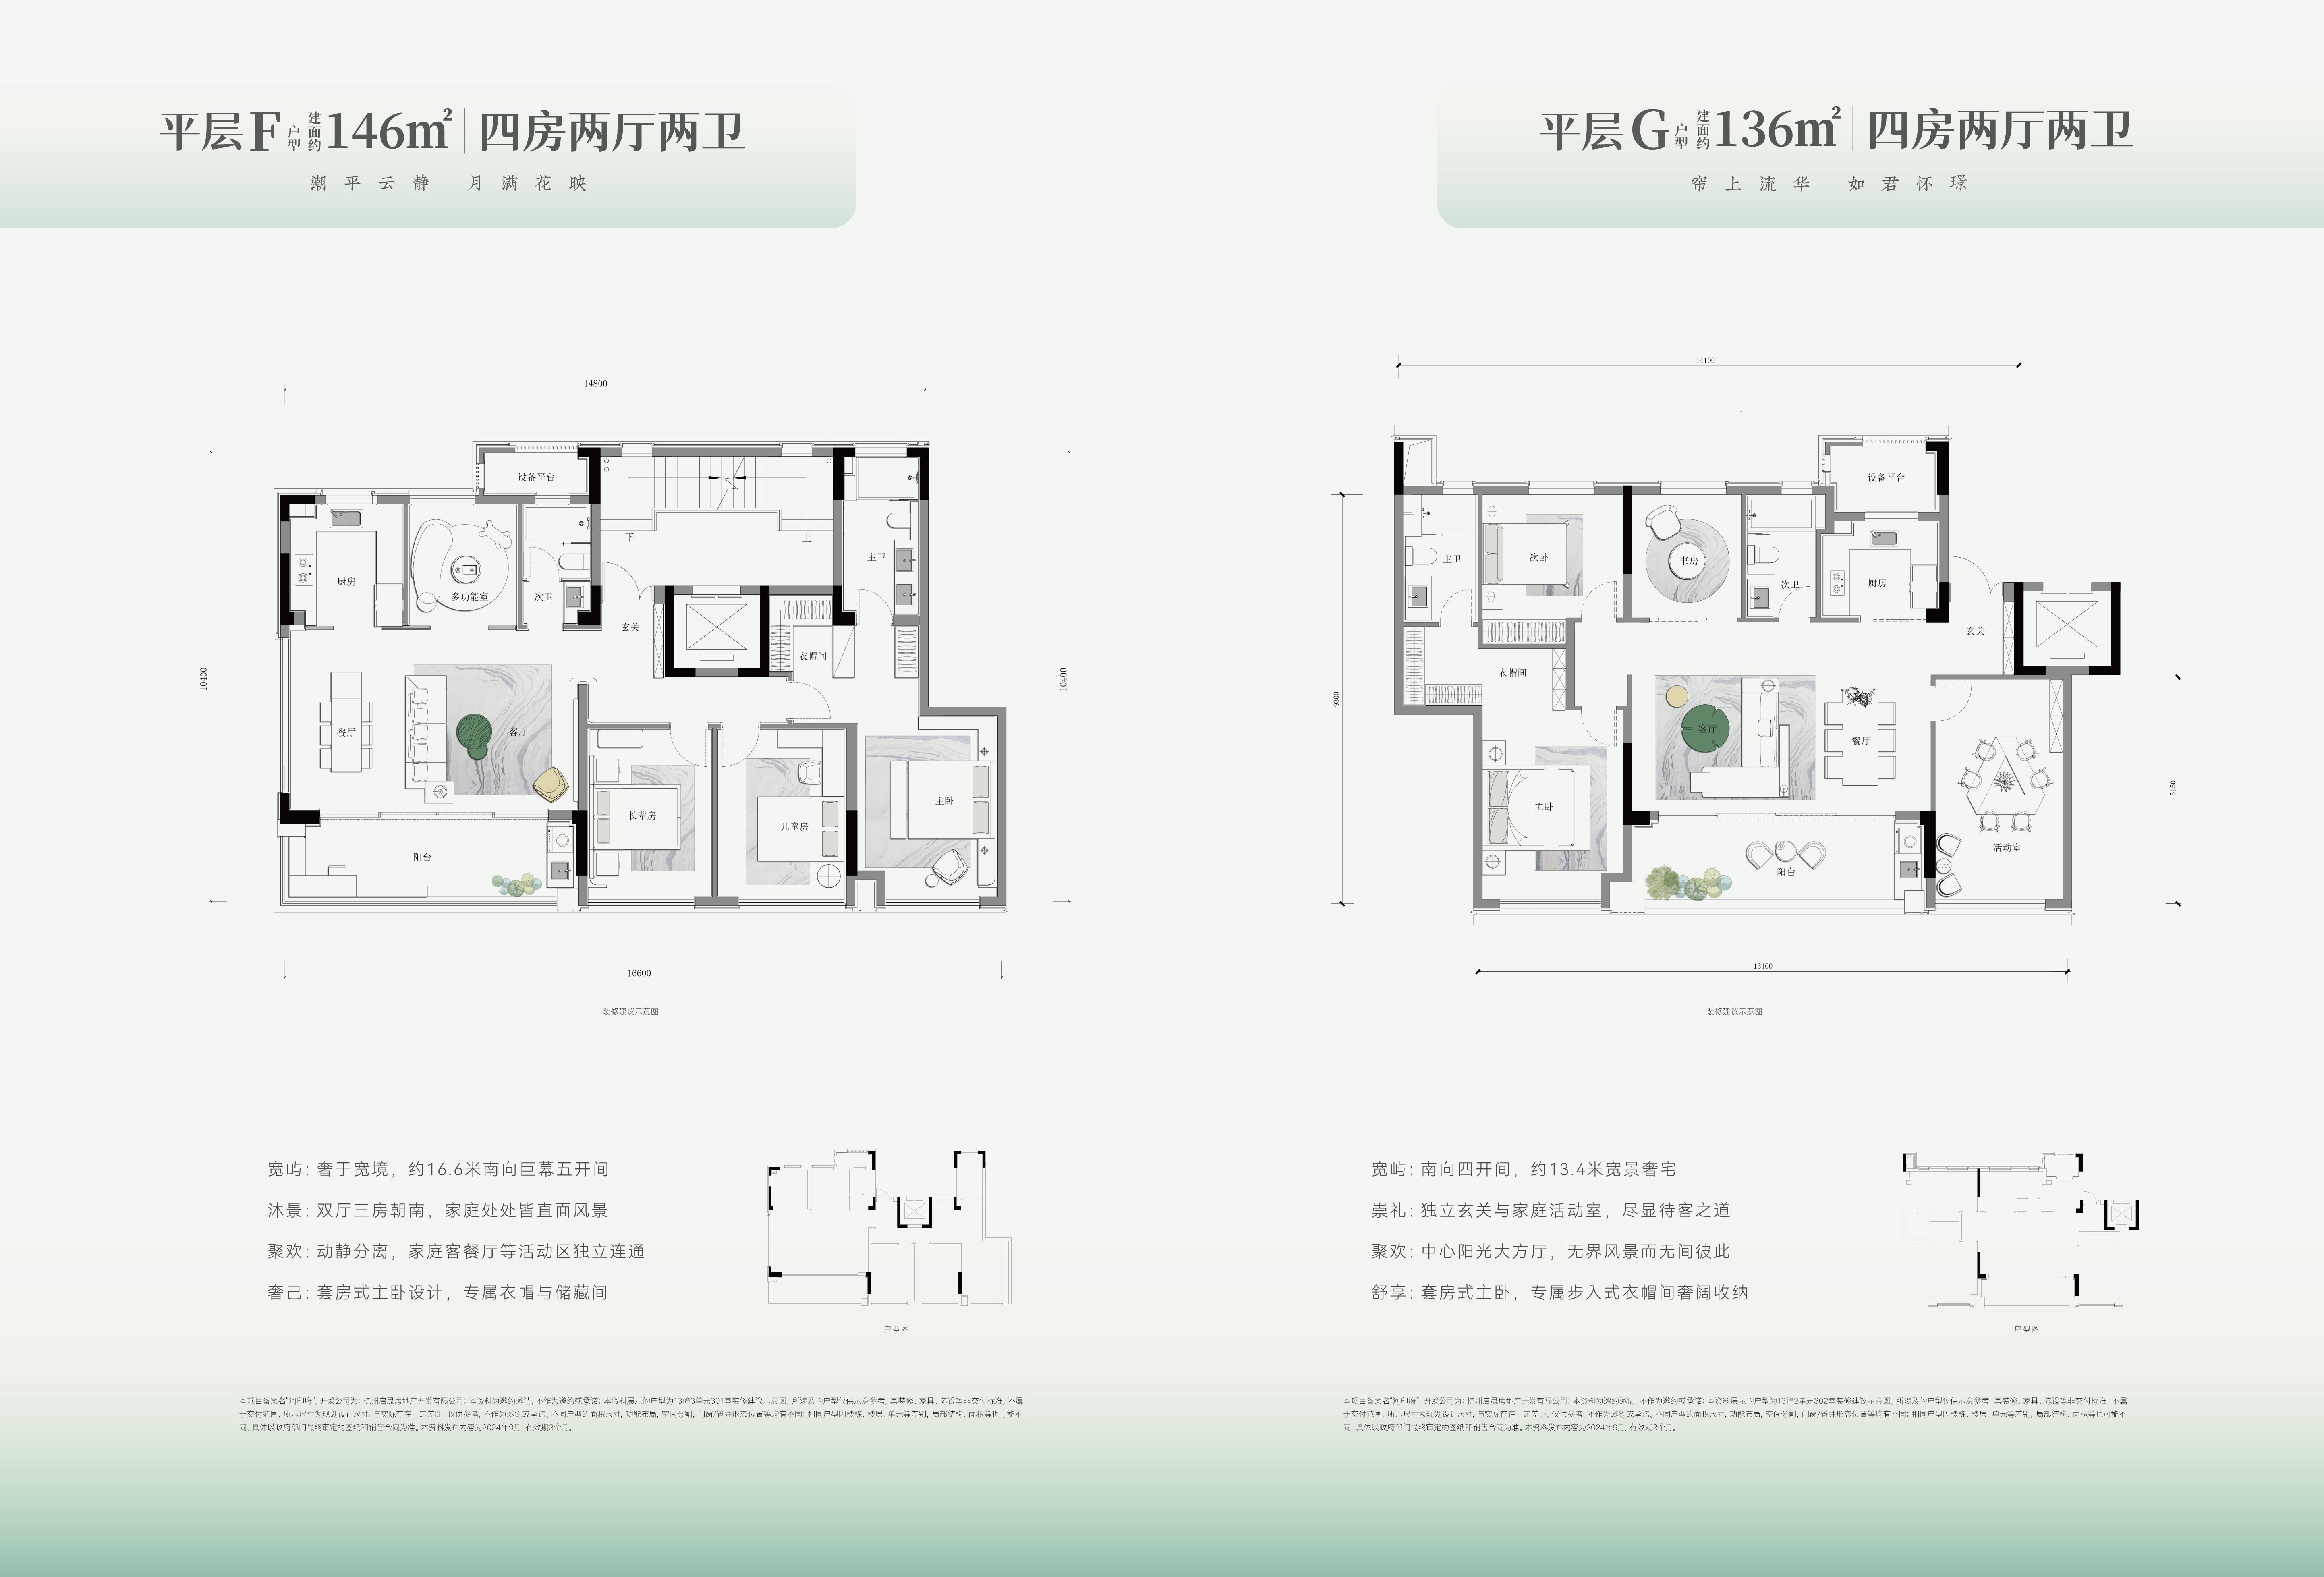 平层F户型 建面约146m² 四房两厅两卫
潮平云静 月满花映
14800
10400
10400
设备平台
下
上
主卫
厨房
多功能室
次卫
玄关
衣帽间
餐厅
客厅
长辈房
儿童房
主卧
阳台
16600
装修建议示意图
宽屿：奢于宽境，约16.6米南向巨幕五开间
沐景：双厅三房朝南，家庭处处皆直面风景
聚欢：动静分离，家庭客餐厅等活动区独立连通
奢己：套房式主卧设计，专属衣帽与储藏间
户型图
本项目备案名“河印府”，开发公司为：杭州启晟房地产开发有限公司；本资料为邀约邀请，不作为邀约或承诺；本资料展示的户型为13幢3单元301室装修建议示意图，所涉及的户型仅供示意参考，其装修、家具、陈设等非交付标准，不属
于交付范围，所示尺寸为规划设计尺寸，与实际存在一定差距，仅供参考，不作为邀约或承诺。不同户型的面积尺寸，功能布局，空间分割，门窗/管井形态位置等均有不同；相同户型因楼栋、楼层、单元等差别，局部结构、面积等也可能不
同，具体以政府部门最终审定的图纸和销售合同为准。本资料发布内容为2024年9月，有效期3个月。
平层G户型 建面约136m² 四房两厅两卫
帘上流华 如君怀璟
14100
9300
5150
设备平台
主卫
次卧
书房
次卫
厨房
玄关
衣帽间
客厅
餐厅
主卧
活动室
阳台
13400
装修建议示意图
宽屿：南向四开间，约13.4米宽景奢宅
崇礼：独立玄关与家庭活动室，尽显待客之道
聚欢：中心阳光大方厅，无界风景而无间彼此
舒享：套房式主卧，专属步入式衣帽间奢阔收纳
户型图
本项目备案名“河印府”，开发公司为：杭州启晟房地产开发有限公司；本资料为邀约邀请，不作为邀约或承诺；本资料展示的户型为13幢2单元302室装修建议示意图，所涉及的户型仅供示意参考，其装修、家具、陈设等非交付标准，不属
于交付范围，所示尺寸为规划设计尺寸，与实际存在一定差距，仅供参考，不作为邀约或承诺。不同户型的面积尺寸，功能布局，空间分割，门窗/管井形态位置等均有不同；相同户型因楼栋、楼层、单元等差别，局部结构、面积等也可能不
同，具体以政府部门最终审定的图纸和销售合同为准。本资料发布内容为2024年9月，有效期3个月。